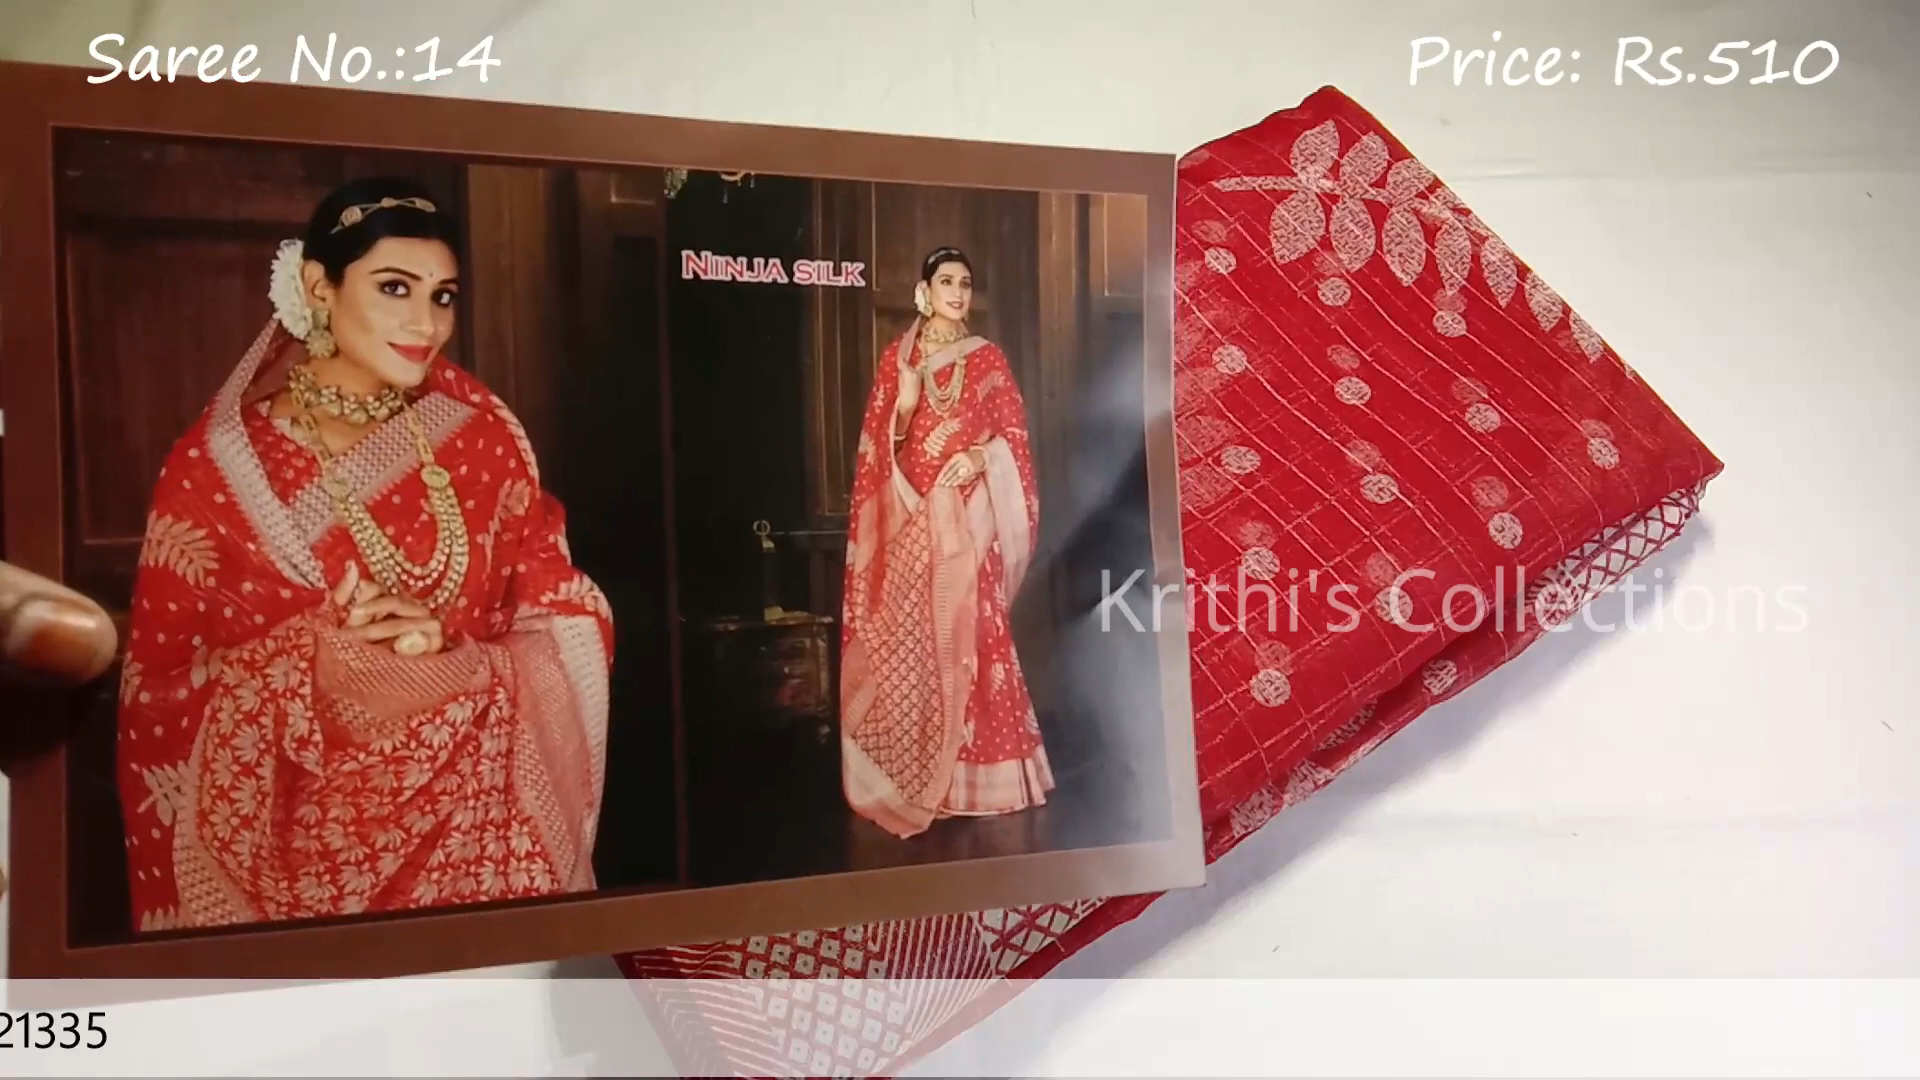 Saree No.:14
Price: Rs.510
NINJA SILK
Krithi's Collections
21335